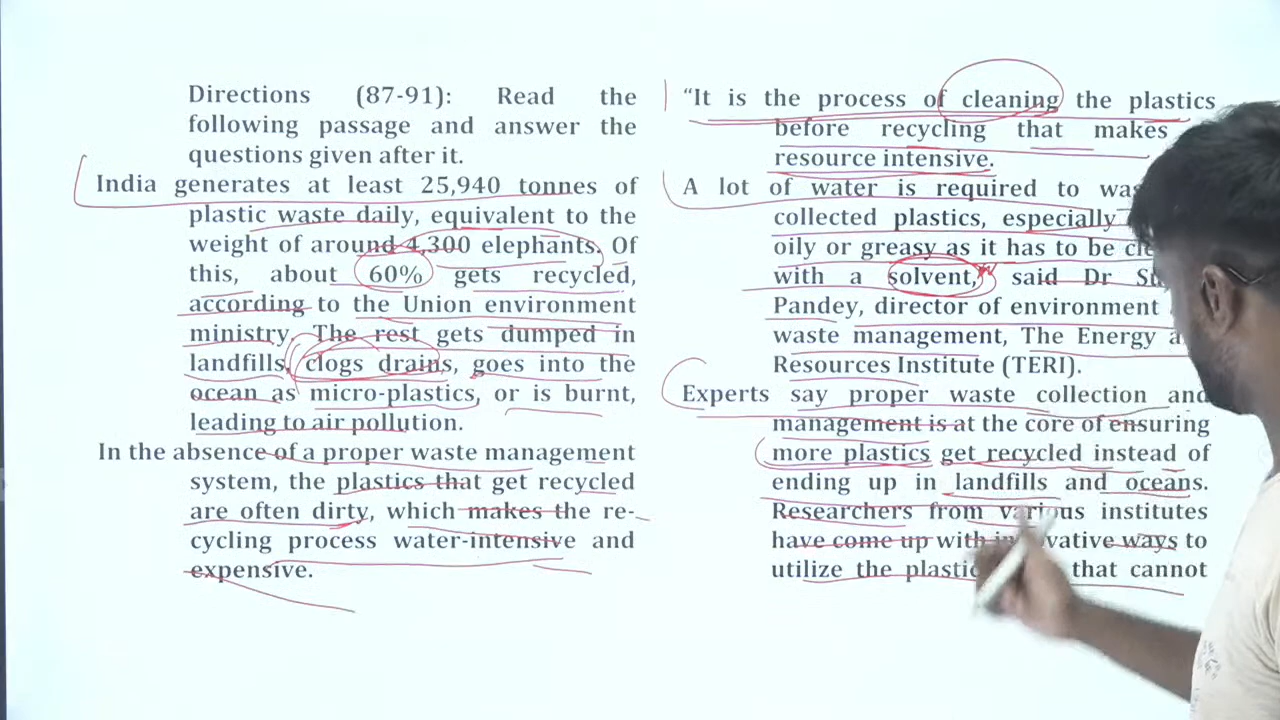 Directions (87-91): Read the
following passage and answer the
questions given after it.
India generates at least 25,940 tonnes of
plastic waste daily, equivalent to the
weight of around 4,300 elephants. Of
this, about 60% gets recycled,
according to the Union environment
ministry. The rest gets dumped in
landfills, clogs drains, goes into the
ocean as micro-plastics, or is burnt,
leading to air pollution.
In the absence of a proper waste management
system, the plastics that get recycled
are often dirty, which makes the re-
cycling process water-intensive and
expensive.
“It is the process of cleaning the plastics
before recycling that makes
resource intensive.
A lot of water is required to
collected plastics, especially
oily or greasy as it has to be
with a solvent, said Dr
Pandey, director of environment
waste management, The Energy
Resources Institute (TERI).
Experts say proper waste collection and
management is at the core of ensuring
more plastics get recycled instead of
ending up in landfills and oceans.
Researchers from various institutes
have come up with ways to
utilize the that cannot